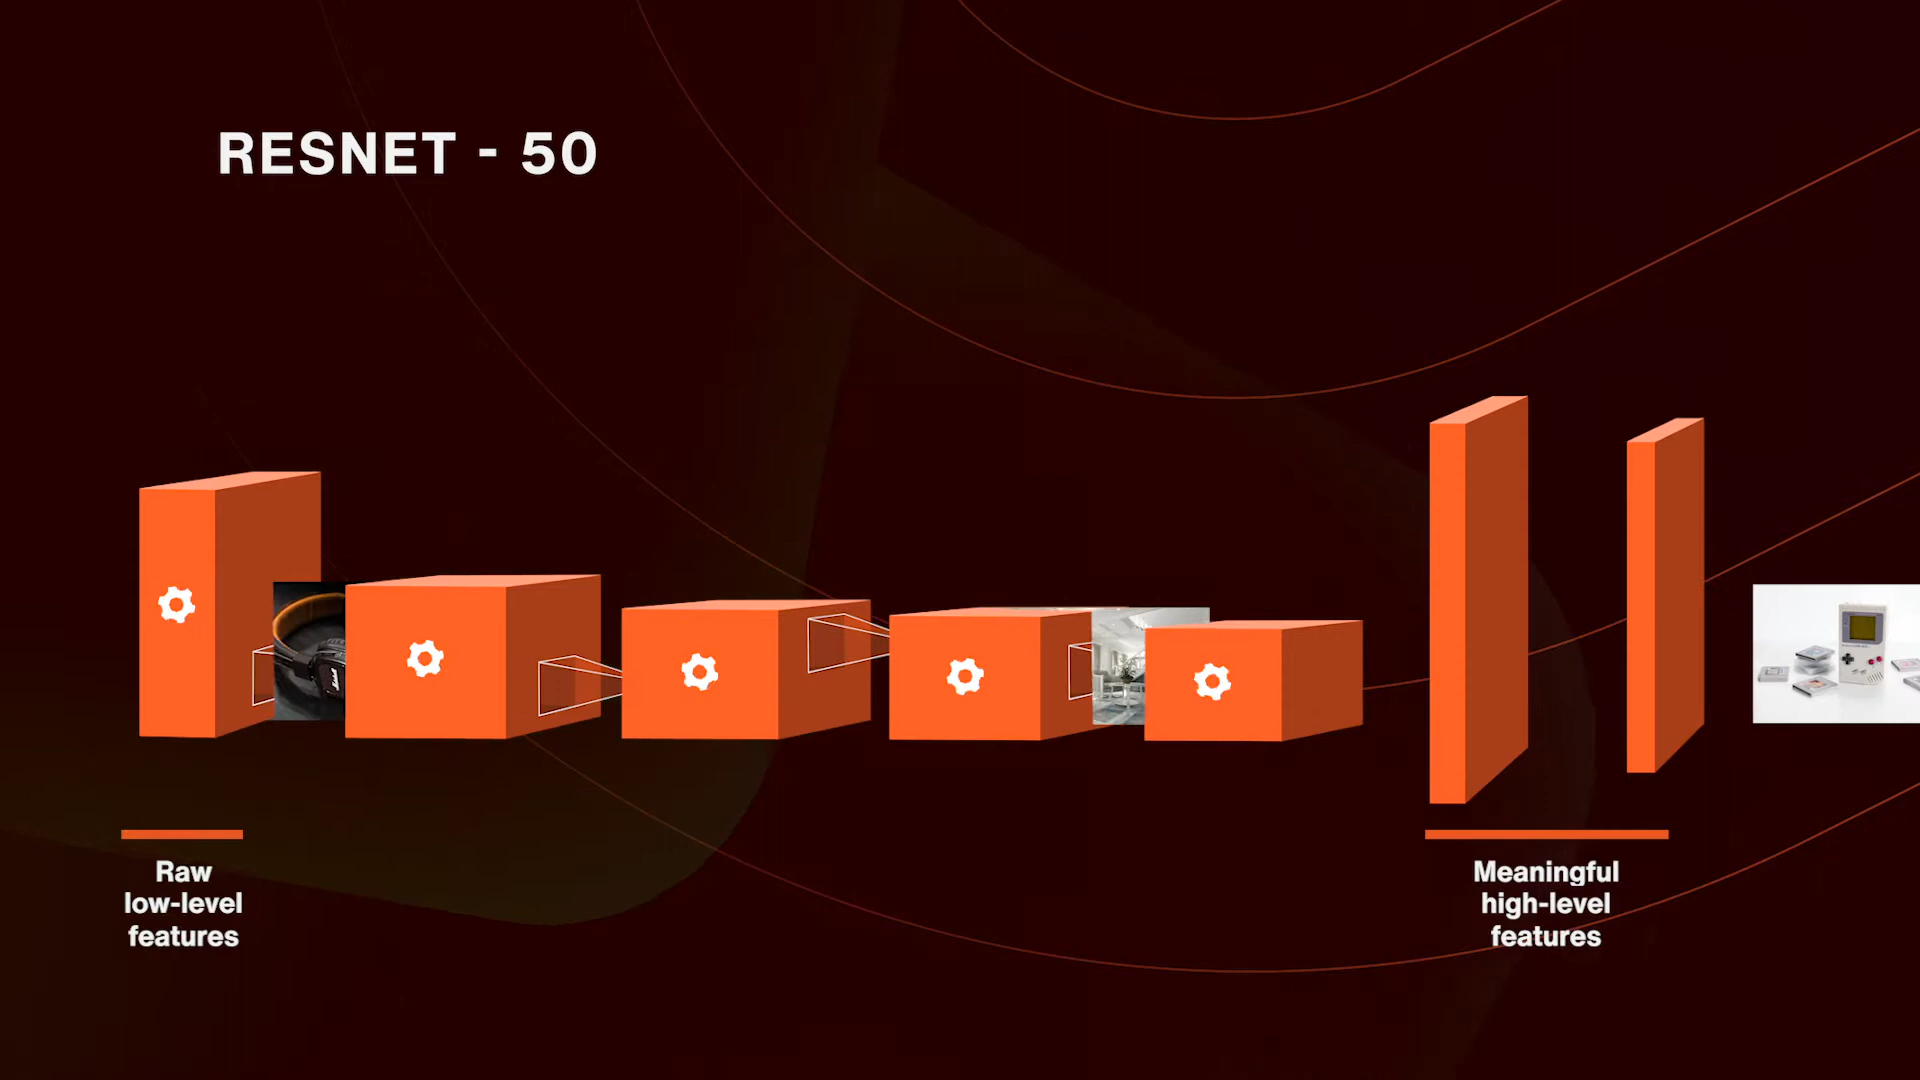 RESNET - 50
Raw
low-level
features
Meaningful
high-level
features